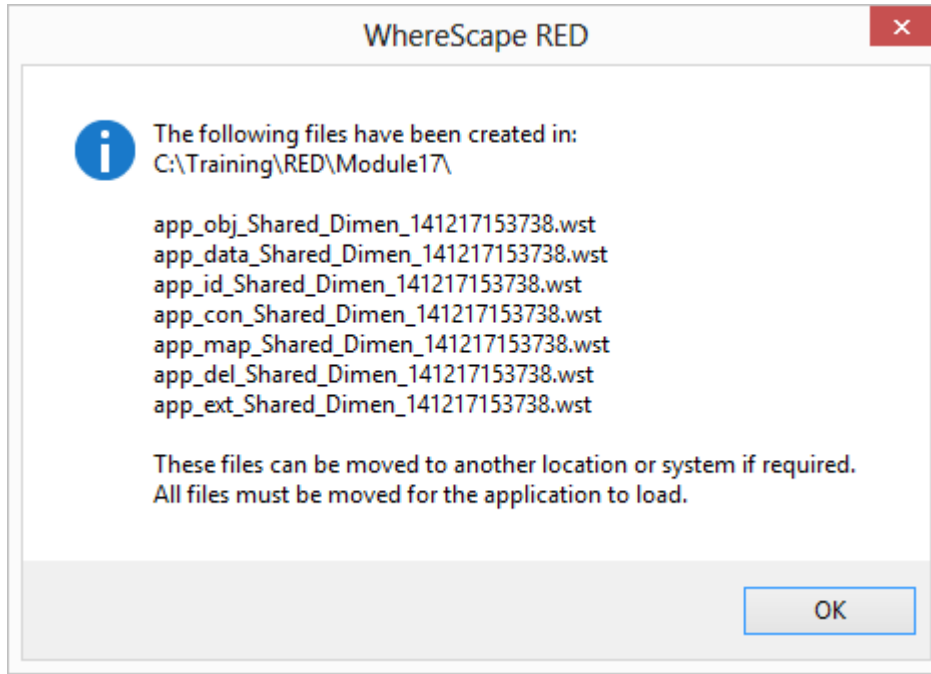 WhereScape RED
The following files have been created in:
C:\Training\RED\Module17\
app_obj_Shared_Dimen_141217153738.wst
app_data_Shared_Dimen_141217153738.wst
app_id_Shared_Dimen_141217153738.wst
app_con_Shared_Dimen_141217153738.wst
app_map_Shared_Dimen_141217153738.wst
app_del_Shared_Dimen_141217153738.wst
app_ext_Shared_Dimen_141217153738.wst
These files can be moved to another location or system if required.
All files must be moved for the application to load.
OK